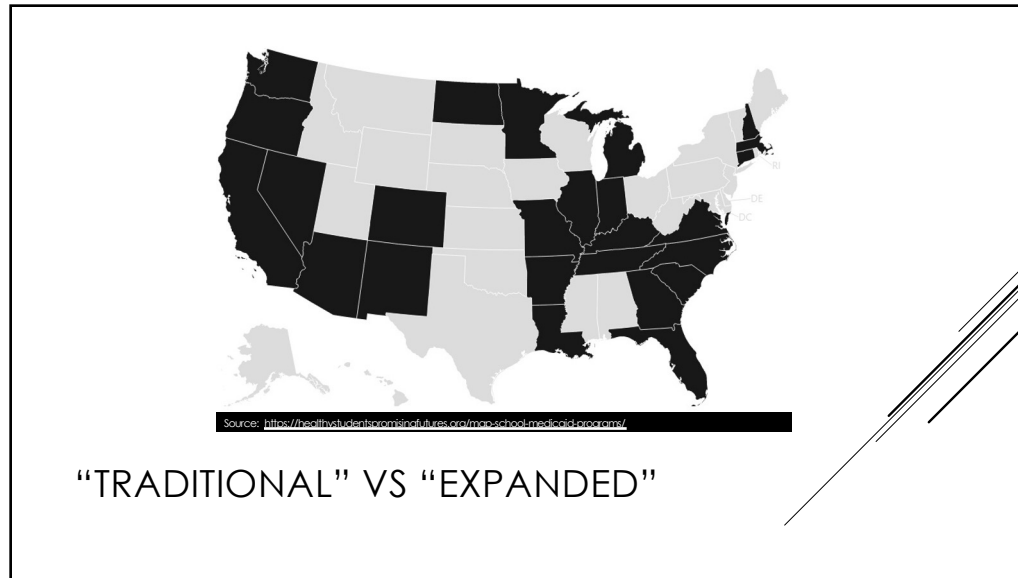 RI
DE
DC
Source: https://healthystudentspromisingfutures.org/map-school-medicaid-programs/
“TRADITIONAL” VS “EXPANDED”